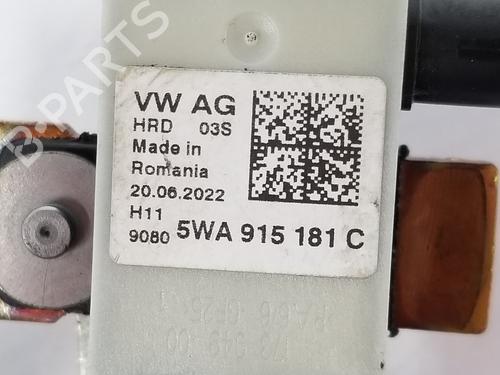 B-PARTS
VW AG
HRD 03S
Made in
Romania
20.06.2022
H11
9080 5WA 915 181 C